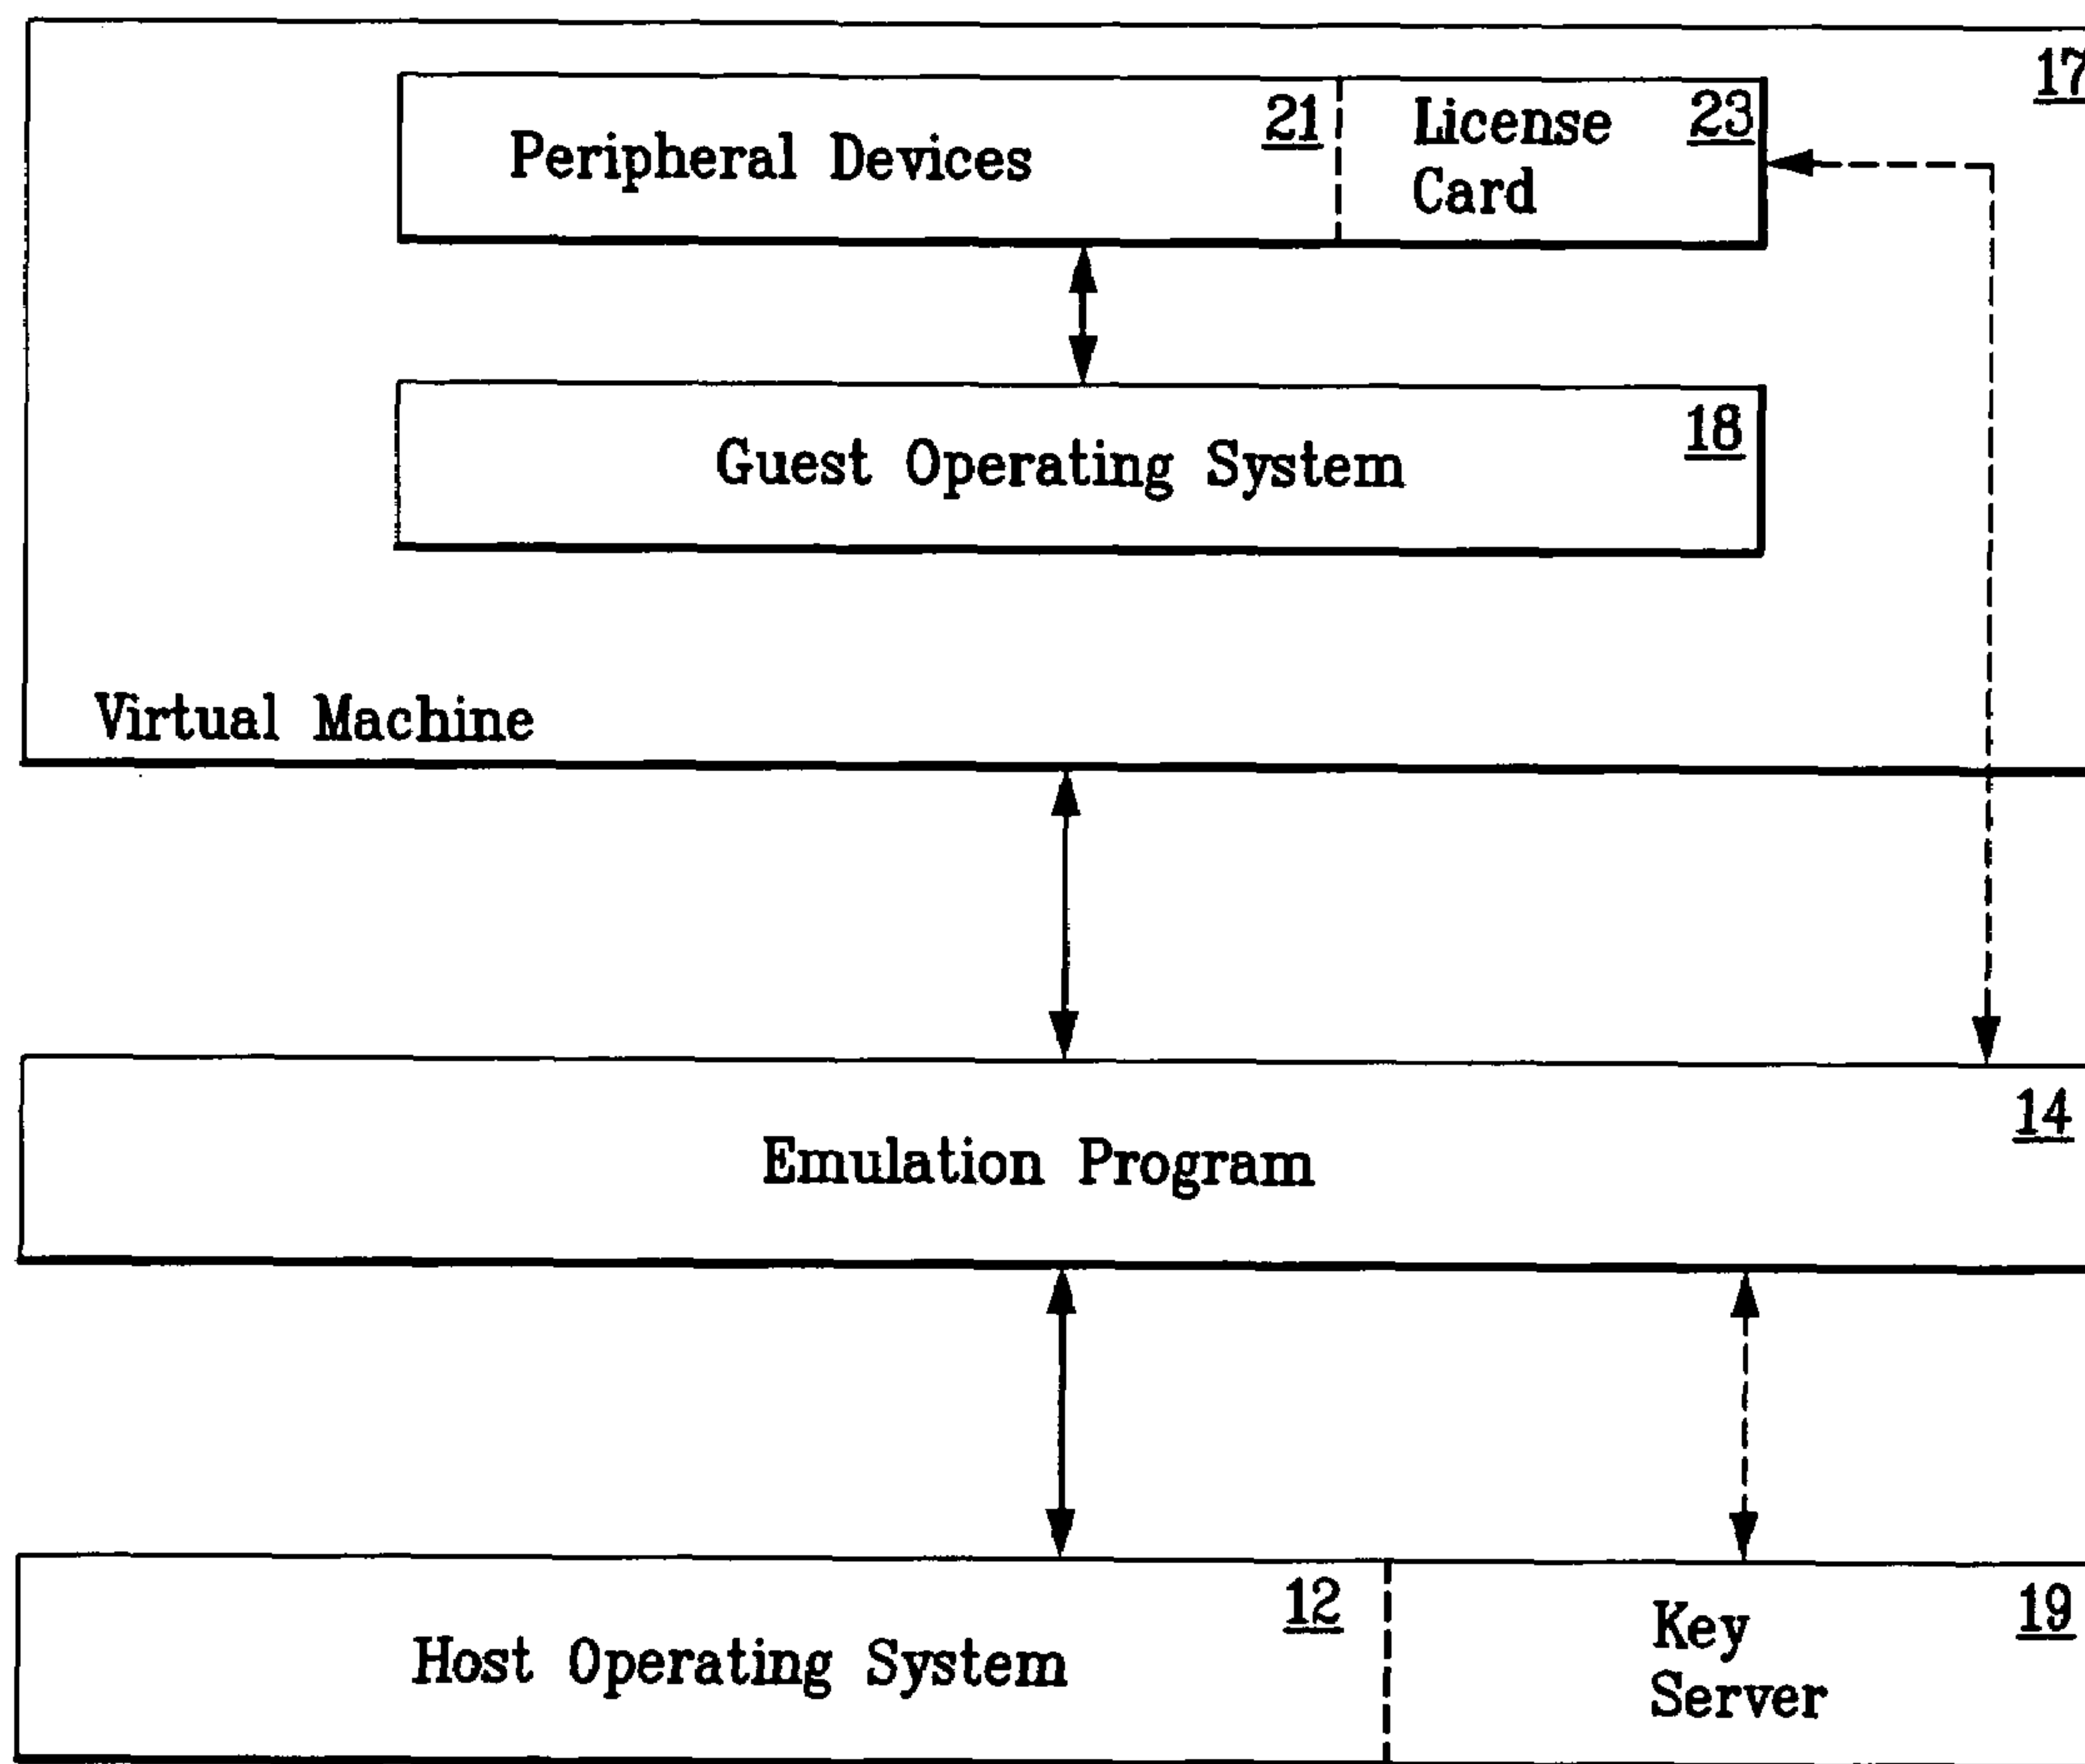 17
Peripheral Devices
21
License
Card
23
Guest Operating System
18
Virtual Machine
14
Emulation Program
12
Host Operating System
Key
Server
19